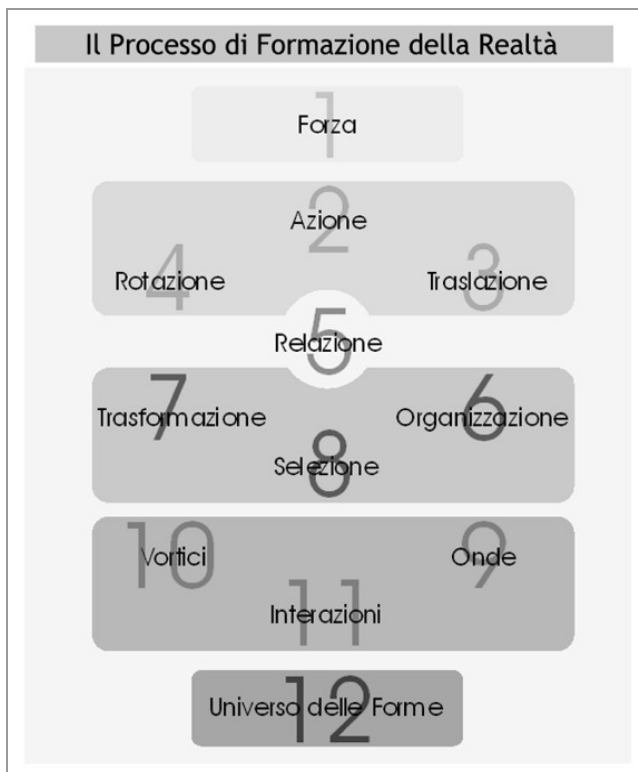 Il Processo di Formazione della Realtà
1
Forza
2
Azione
4 3
Rotazione Traslazione
5
Relazione
7 6
Trasformazione Organizzazione
8
Selezione
10 9
Vortici Onde
11
Interazioni
12
Universo delle Forme